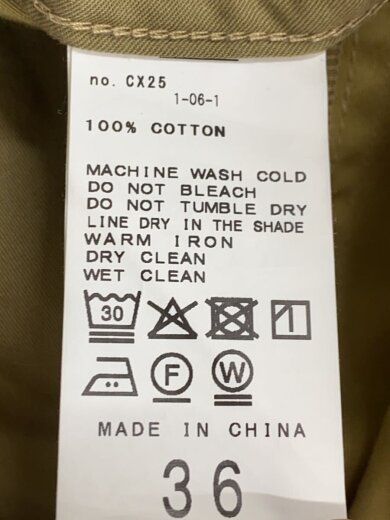 no. CX25
1-06-1
100% COTTON
MACHINE WASH COLD
DO NOT BLEACH
DO NOT TUMBLE DRY
LINE DRY IN THE SHADE
WARM IRON
DRY CLEAN
WET CLEAN
30
F W
MADE IN CHINA
36